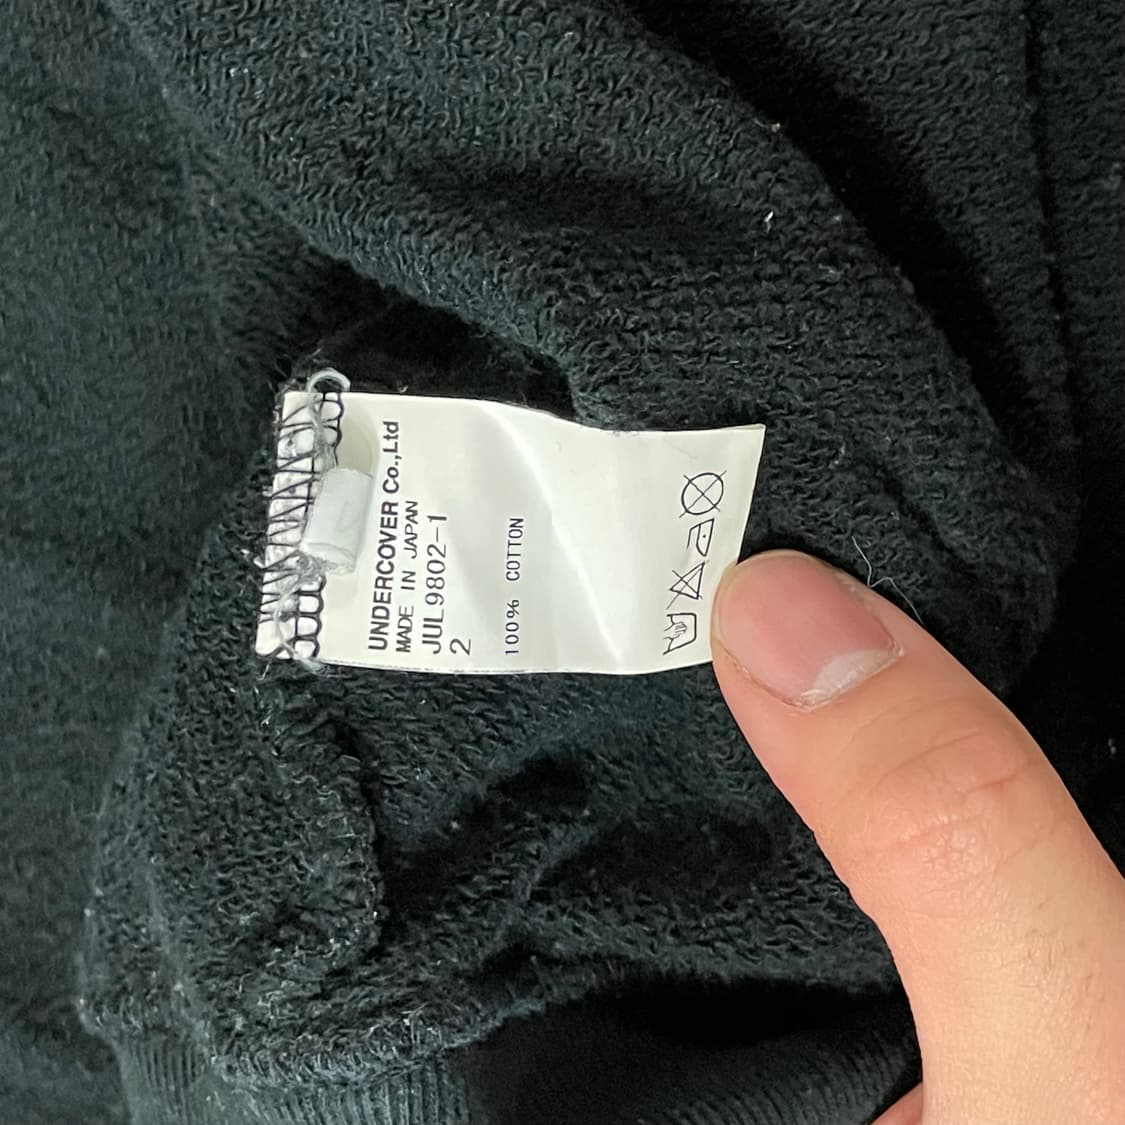 UNDERCOVER Co.,Ltd
MADE IN JAPAN
JUL9802-1
2
100% COTTON